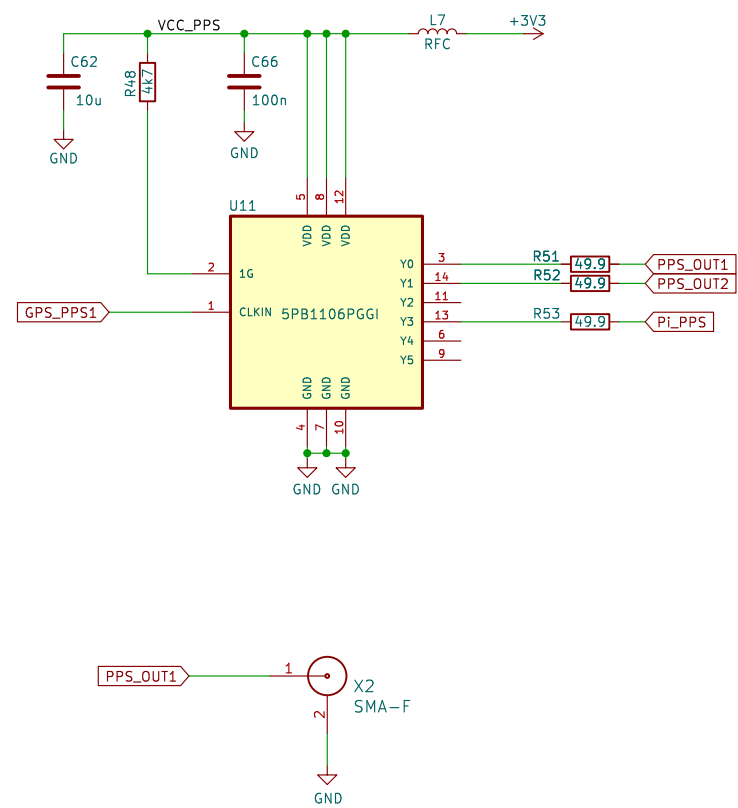 L7
+3V3
VCC_PPS
RFC
C62
C66
R48
4k7
10u
100n
GND
GND
U11
5
8
12
VDD
VDD
VDD
2
1G
GPS_PPS1
1
CLKIN
5PB1106PGGI
Y0
3
R51
49.9
PPS_OUT1
Y1
14
R52
49.9
PPS_OUT2
Y2
11
Y3
13
R53
49.9
Pi_PPS
Y4
6
Y5
9
GND
GND
GND
4
7
10
GND
GND
PPS_OUT1
1
X2
SMA-F
2
GND